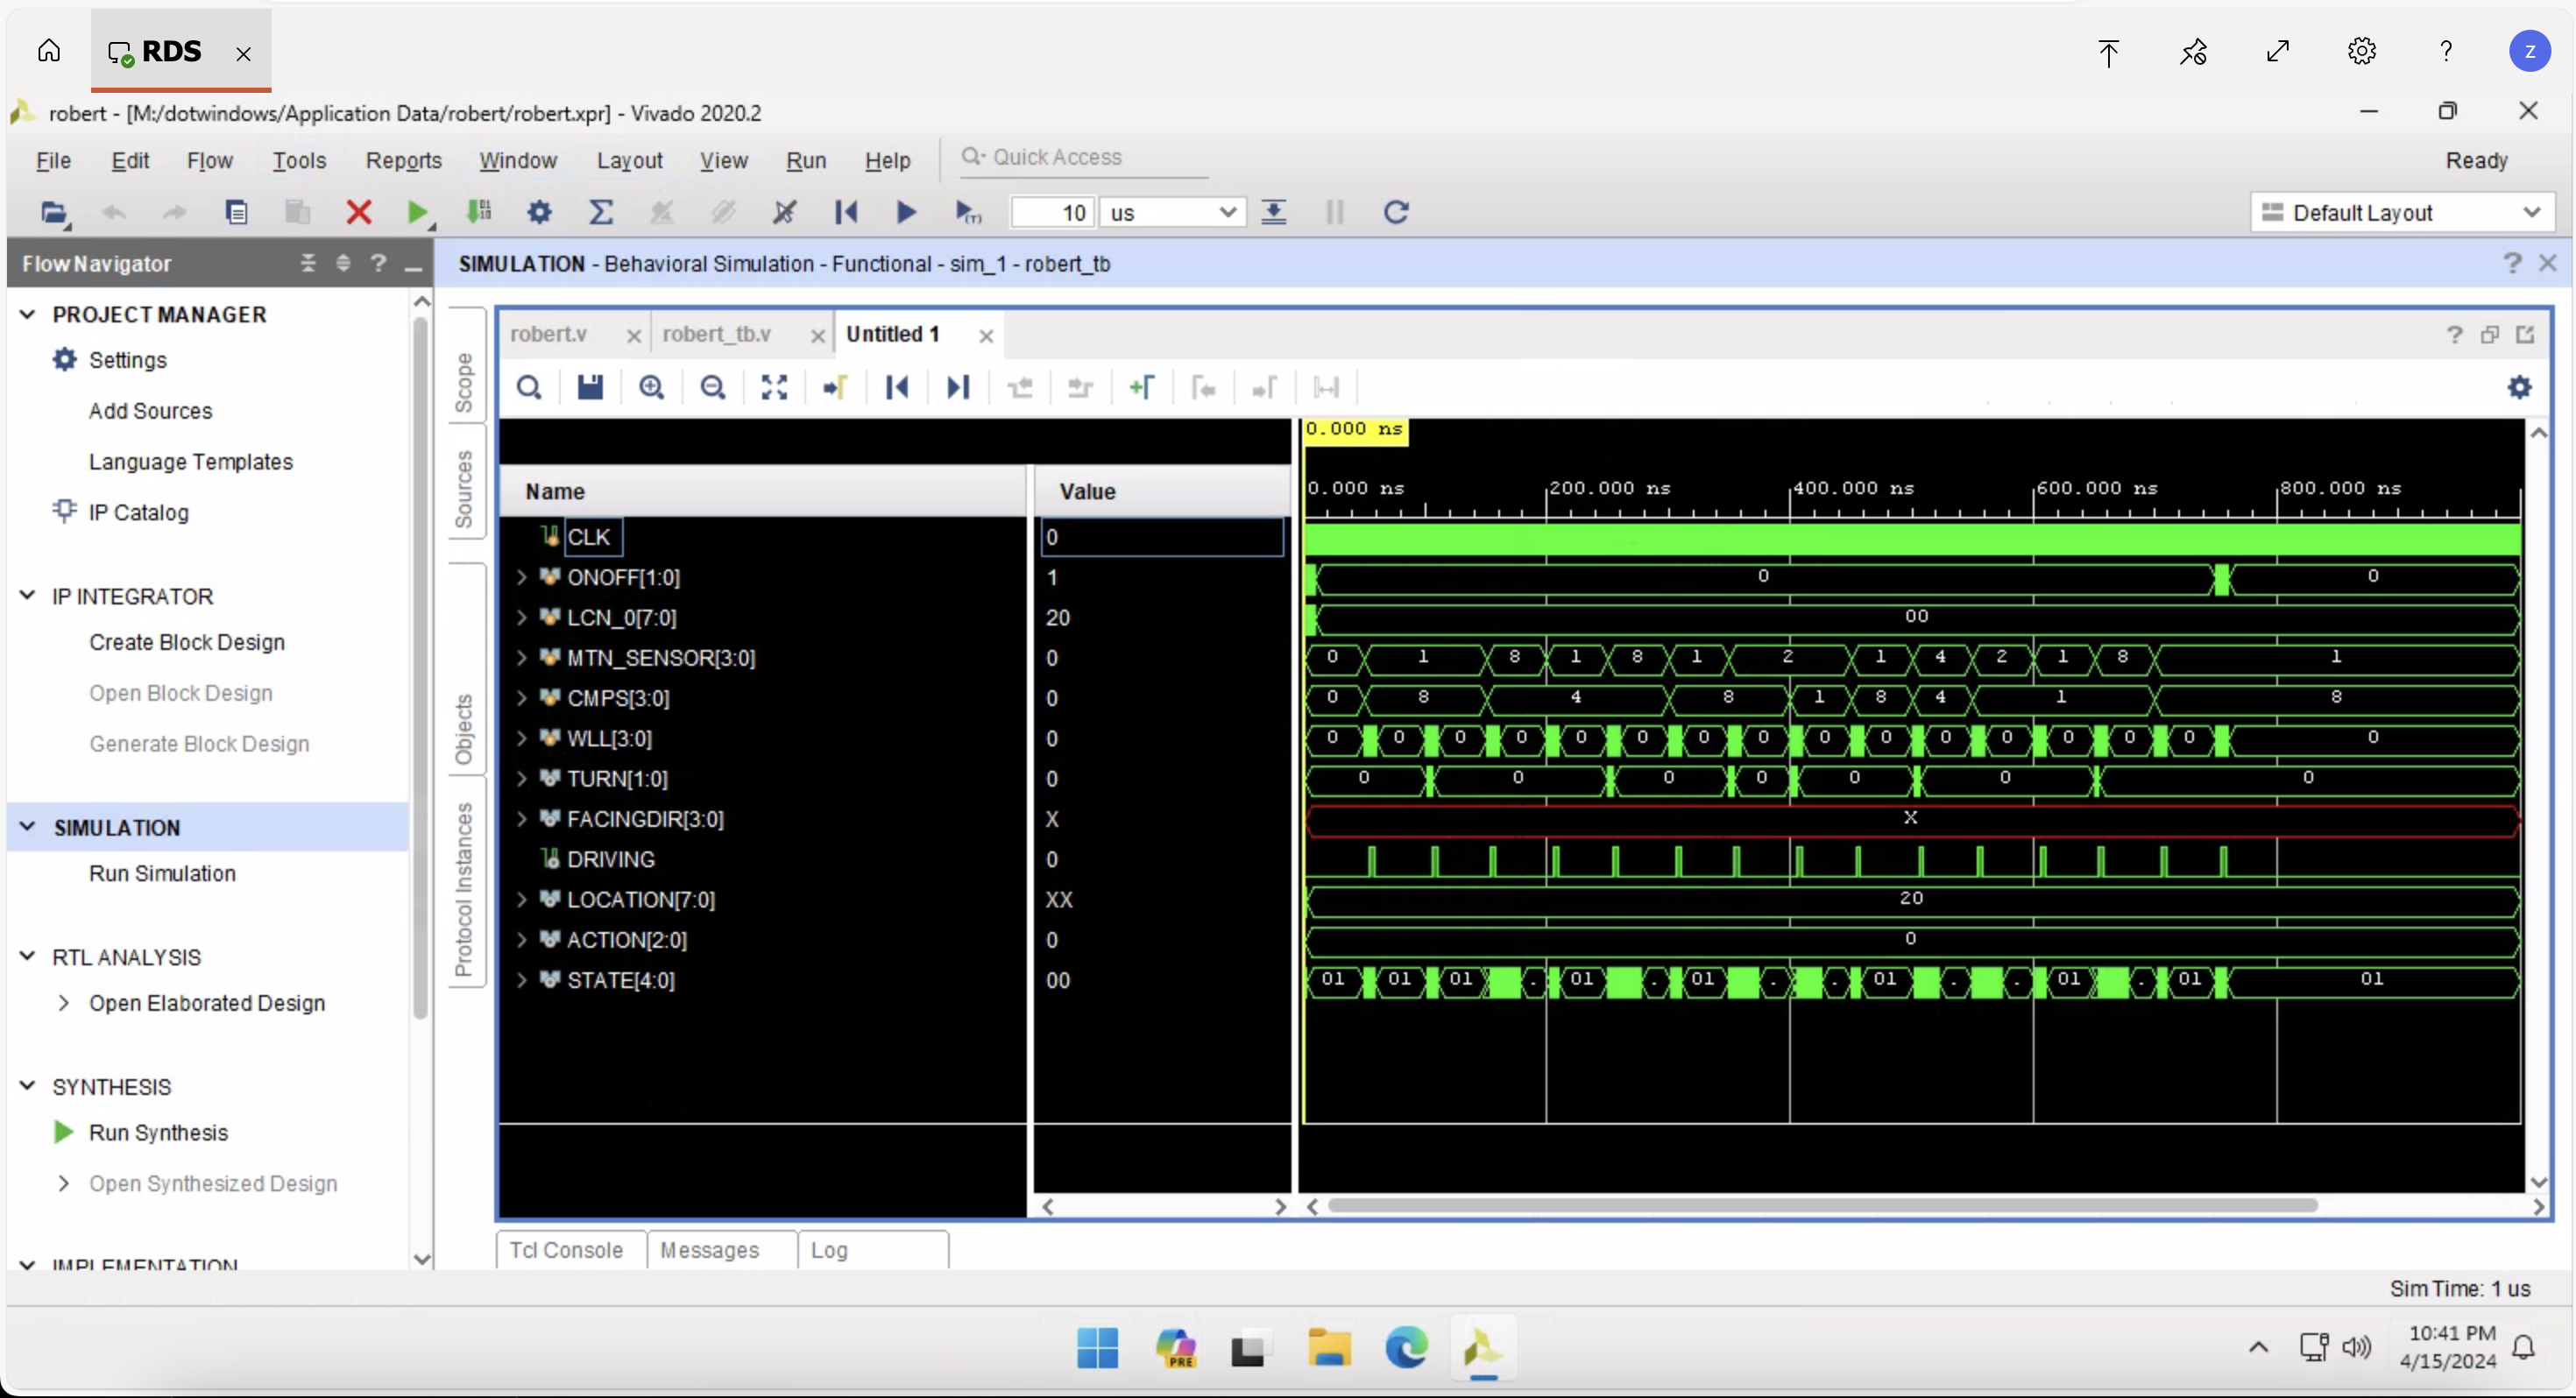 RDS
Z
robert - [M:/dotwindows/Application Data/robert/robert.xpr] - Vivado 2020.2
File Edit Flow Tools Reports Window Layout View Run Help Quick Access Ready
10 us Default Layout
Flow Navigator
SIMULATION - Behavioral Simulation - Functional - sim_1 - robert_tb
PROJECT MANAGER
Settings
Add Sources
Language Templates
IP Catalog
IP INTEGRATOR
Create Block Design
Open Block Design
Generate Block Design
SIMULATION
Run Simulation
RTL ANALYSIS
Open Elaborated Design
SYNTHESIS
Run Synthesis
Open Synthesized Design
IMPLEMENTATION
Scope
Sources
Objects
Protocol Instances
robert.v robert_tb.v Untitled 1
0.000 ns
Name Value 0.000 ns 200.000 ns 400.000 ns 600.000 ns 800.000 ns
CLK 0
ONOFF[1:0] 1 0 0
LCN_0[7:0] 20 00
MTN_SENSOR[3:0] 0 0 1 8 1 8 1 2 1 4 2 1 8 1
CMPS[3:0] 0 0 8 4 8 1 8 4 1 8
WLL[3:0] 0 0 0 0 0 0 0 0 0 0 0 0 0 0 0 0 0
TURN[1:0] 0 0 0 0 0 0 0 0
FACINGDIR[3:0] X X
DRIVING 0
LOCATION[7:0] XX 20
ACTION[2:0] 0 0
STATE[4:0] 00 01 01 01 . 01 . 01 . . 01 . . 01 . 01 01
Tcl Console Messages Log
Sim Time: 1 us
PRE
10:41 PM
4/15/2024